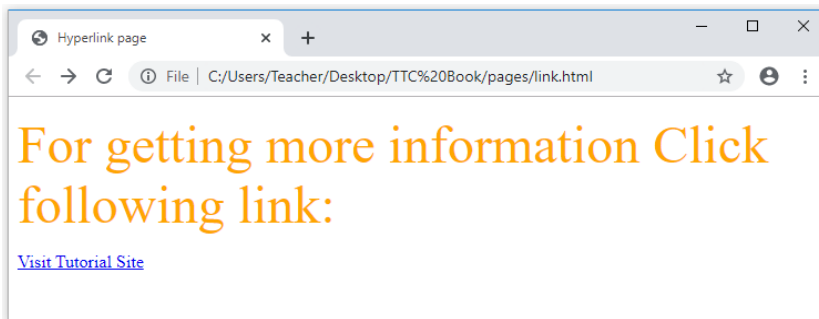 Hyperlink page
File | C:/Users/Teacher/Desktop/TTC%20Book/pages/link.html
For getting more information Click
following link:
Visit Tutorial Site